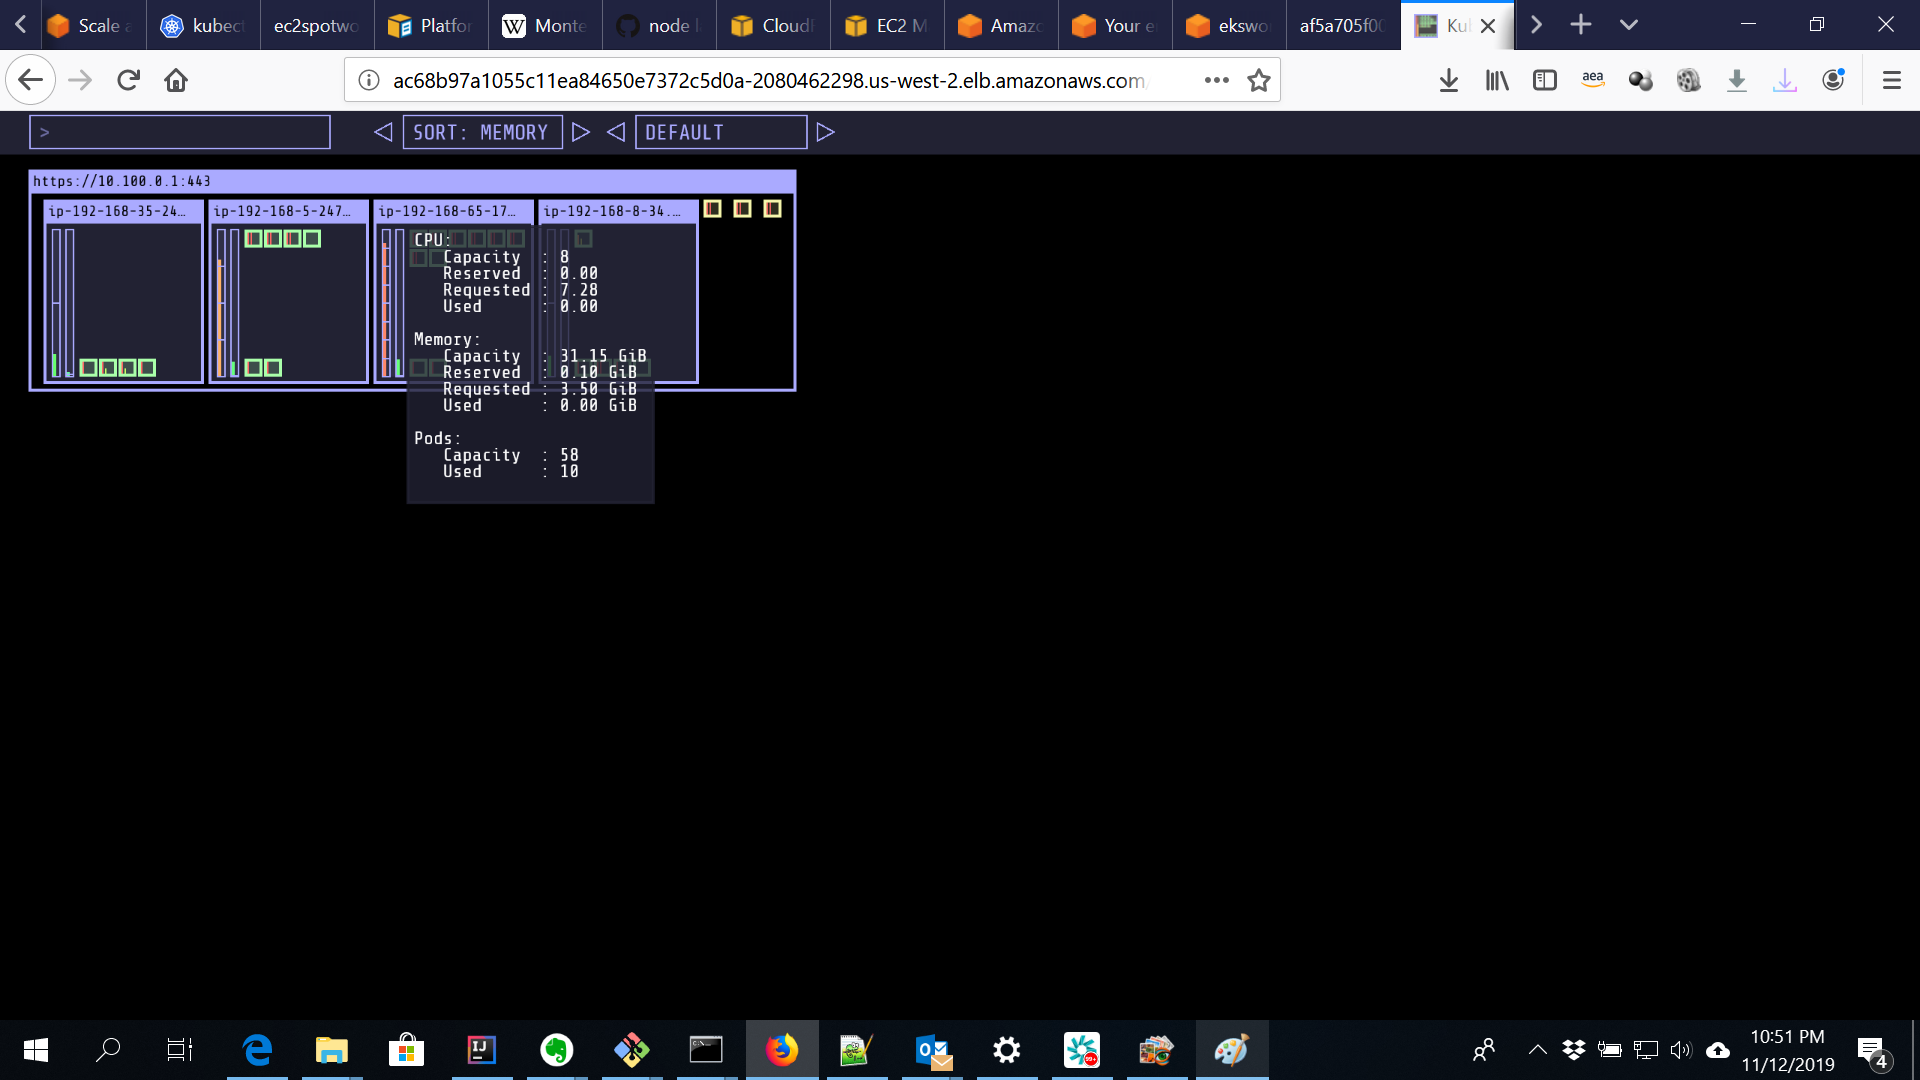 Scale a
kubect
ec2spotwo
Platfor
Monte
node l
Cloudf
EC2 M
Amazo
Your e
ekswo
af5a705f00
Kul
ac68b97a1055c11ea84650e7372c5d0a-2080462298.us-west-2.elb.amazonaws.com
aea
>
SORT: MEMORY
DEFAULT
https://10.100.0.1:443
ip-192-168-35-24…
ip-192-168-5-247…
ip-192-168-65-17…
ip-192-168-8-34.…
CPU:
Capacity : 8
Reserved : 0.00
Requested : 7.28
Used : 0.00
Memory:
Capacity : 31.15 GiB
Reserved : 0.10 GiB
Requested : 3.50 GiB
Used : 0.00 GiB
Pods:
Capacity : 58
Used : 10
10:51 PM
11/12/2019
4